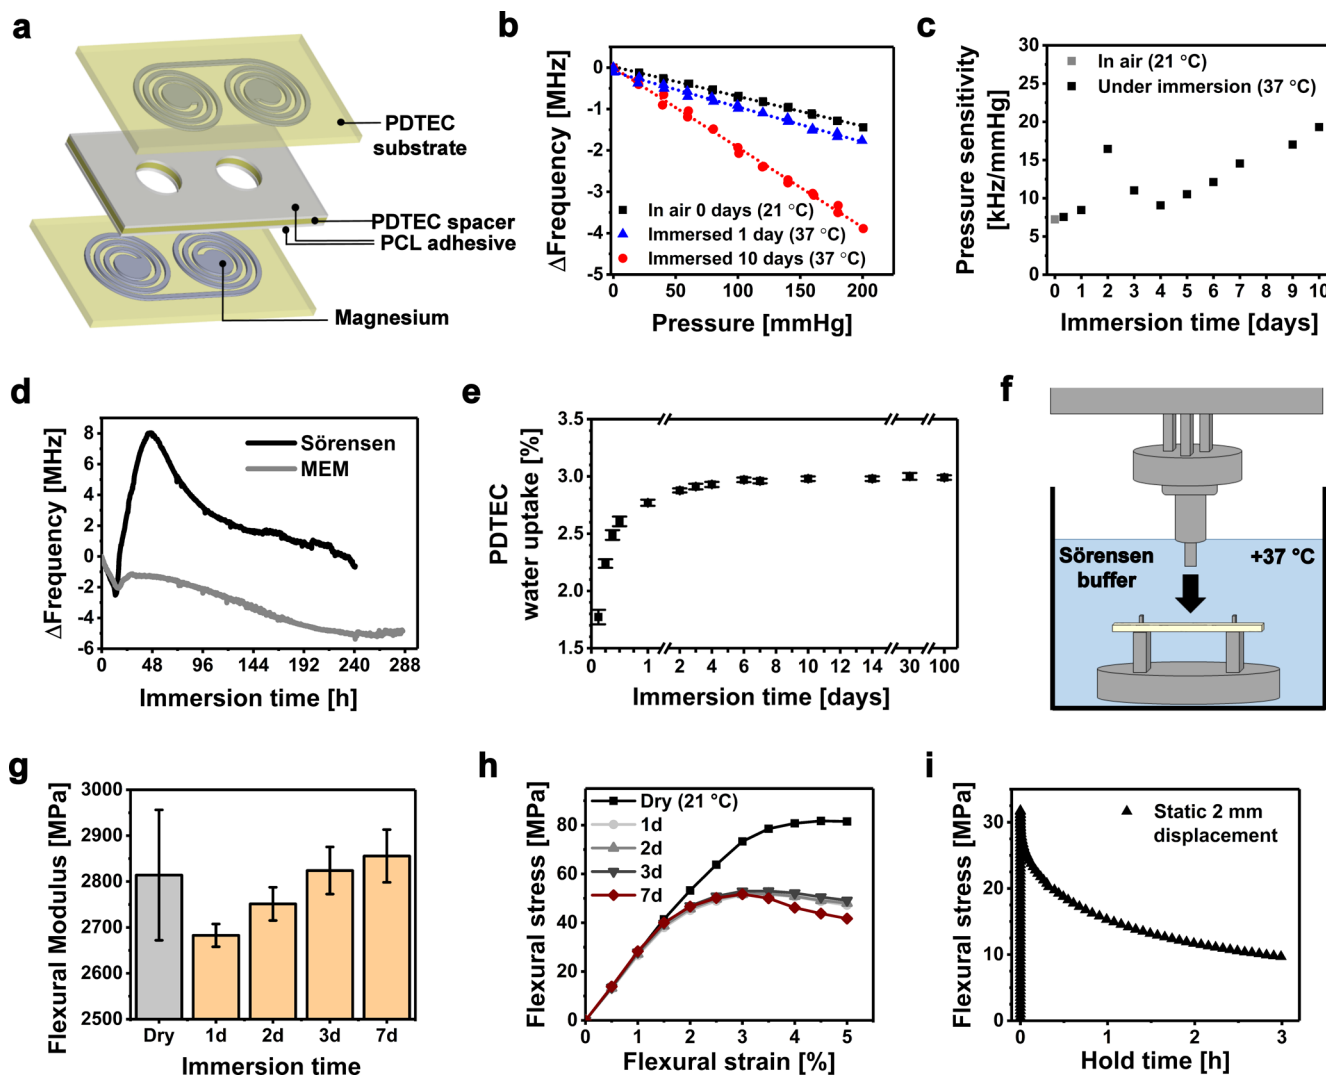 a
PDTEC
substrate
PDTEC spacer
PCL adhesive
Magnesium
b
ΔFrequency [MHz]
0
-1
-2
-3
-4
-5
In air 0 days (21 °C)
Immersed 1 day (37 °C)
Immersed 10 days (37 °C)
0
50
100
150
200
Pressure [mmHg]
c
Pressure sensitivity
[kHz/mmHg]
30
25
20
15
10
5
0
In air (21 °C)
Under immersion (37 °C)
0 1 2 3 4 5 6 7 8 9 10
Immersion time [days]
d
ΔFrequency [MHz]
8
6
4
2
0
-2
-4
-6
Sörensen
MEM
0 48 96 144 192 240 288
Immersion time [h]
e
PDTEC
water uptake [%]
3.5
3.0
2.5
2.0
1.5
0 1 2 4 6 8 10 12 14 30 100
Immersion time [days]
f
Sörensen
buffer
+37 °C
g
Flexural Modulus [MPa]
3000
2900
2800
2700
2600
2500
Dry 1d 2d 3d 7d
Immersion time
h
Flexural stress [MPa]
80
60
40
20
0
Dry (21 °C)
1d
2d
3d
7d
0 1 2 3 4 5
Flexural strain [%]
i
Flexural stress [MPa]
30
20
10
0
Static 2 mm
displacement
0 1 2 3
Hold time [h]